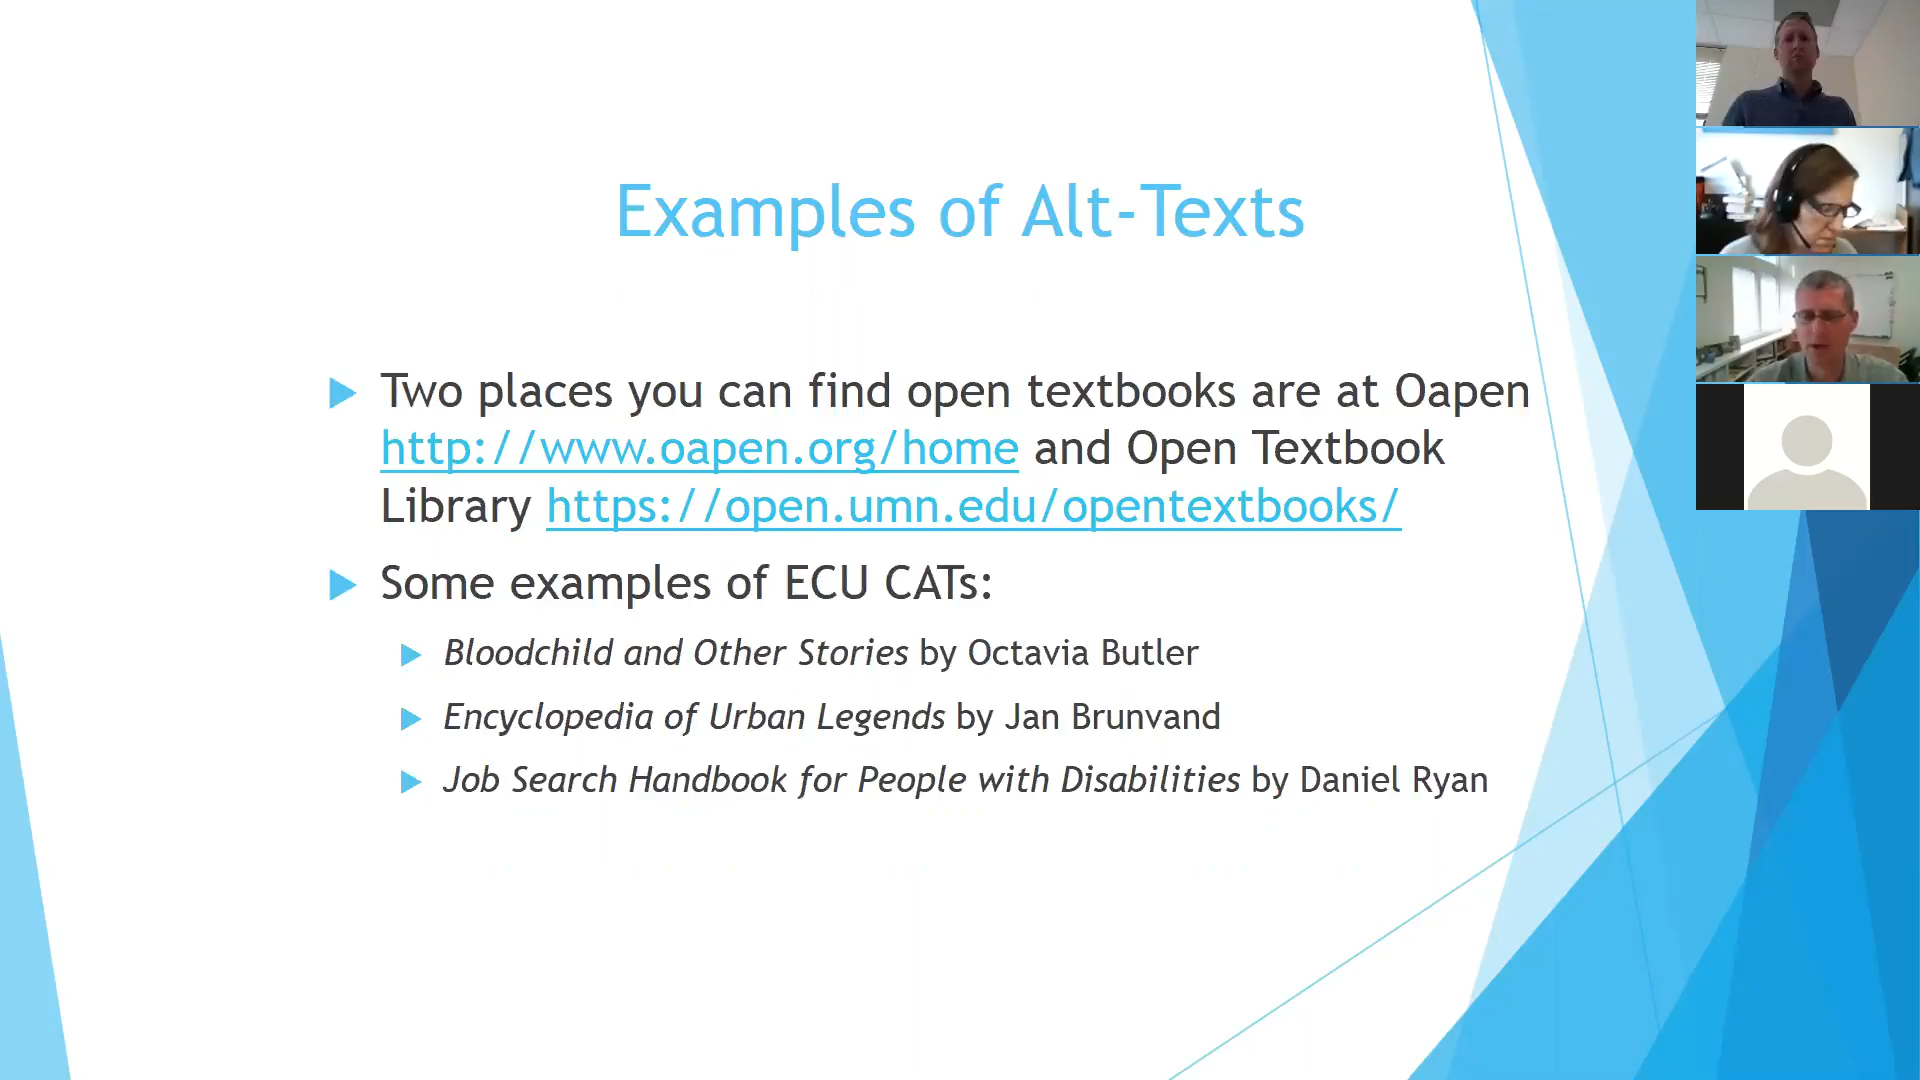 Examples of Alt-Texts
Two places you can find open textbooks are at Oapen
http://www.oapen.org/home and Open Textbook
Library https://open.umn.edu/opentextbooks/
Some examples of ECU CATs:
Bloodchild and Other Stories by Octavia Butler
Encyclopedia of Urban Legends by Jan Brunvand
Job Search Handbook for People with Disabilities by Daniel Ryan